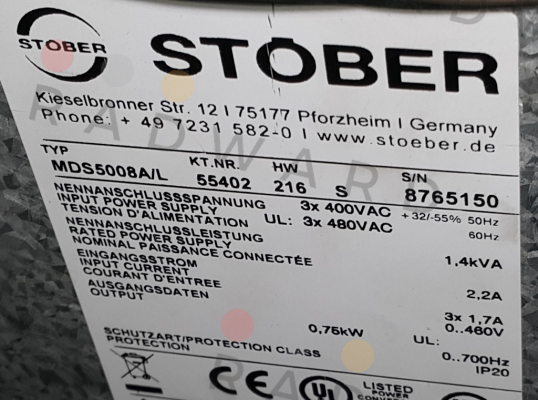 STÖBER STÖBER
Kieselbronner Str. 12 I 75177 Pforzheim I Germany
Phone: + 49 7231 582-0 I www.stoeber.de
TYP KT.NR. HW S/N
MDS5008A/L 55402 216 S 8765150
NENNANSCHLUSSSPANNUNG 3x 400VAC +32/-55% 50Hz
INPUT POWER SUPPLY UL: 3x 480VAC 60Hz
TENSION D'ALIMENTATION
NENNANSCHLUSSLEISTUNG
RATED POWER SUPPLY 1,4kVA
NOMINAL PAISSANCE CONNECTÉE
EINGANGSSTROM
INPUT CURRENT 2,2A
COURANT D'ENTREE
AUSGANGSDATEN 3x 1,7A
OUTPUT 0,75kW 0..460V
UL:
0..700Hz
SCHUTZART/PROTECTION CLASS IP20
PROTECTION
CE UL LISTED
POWER
RADWARD